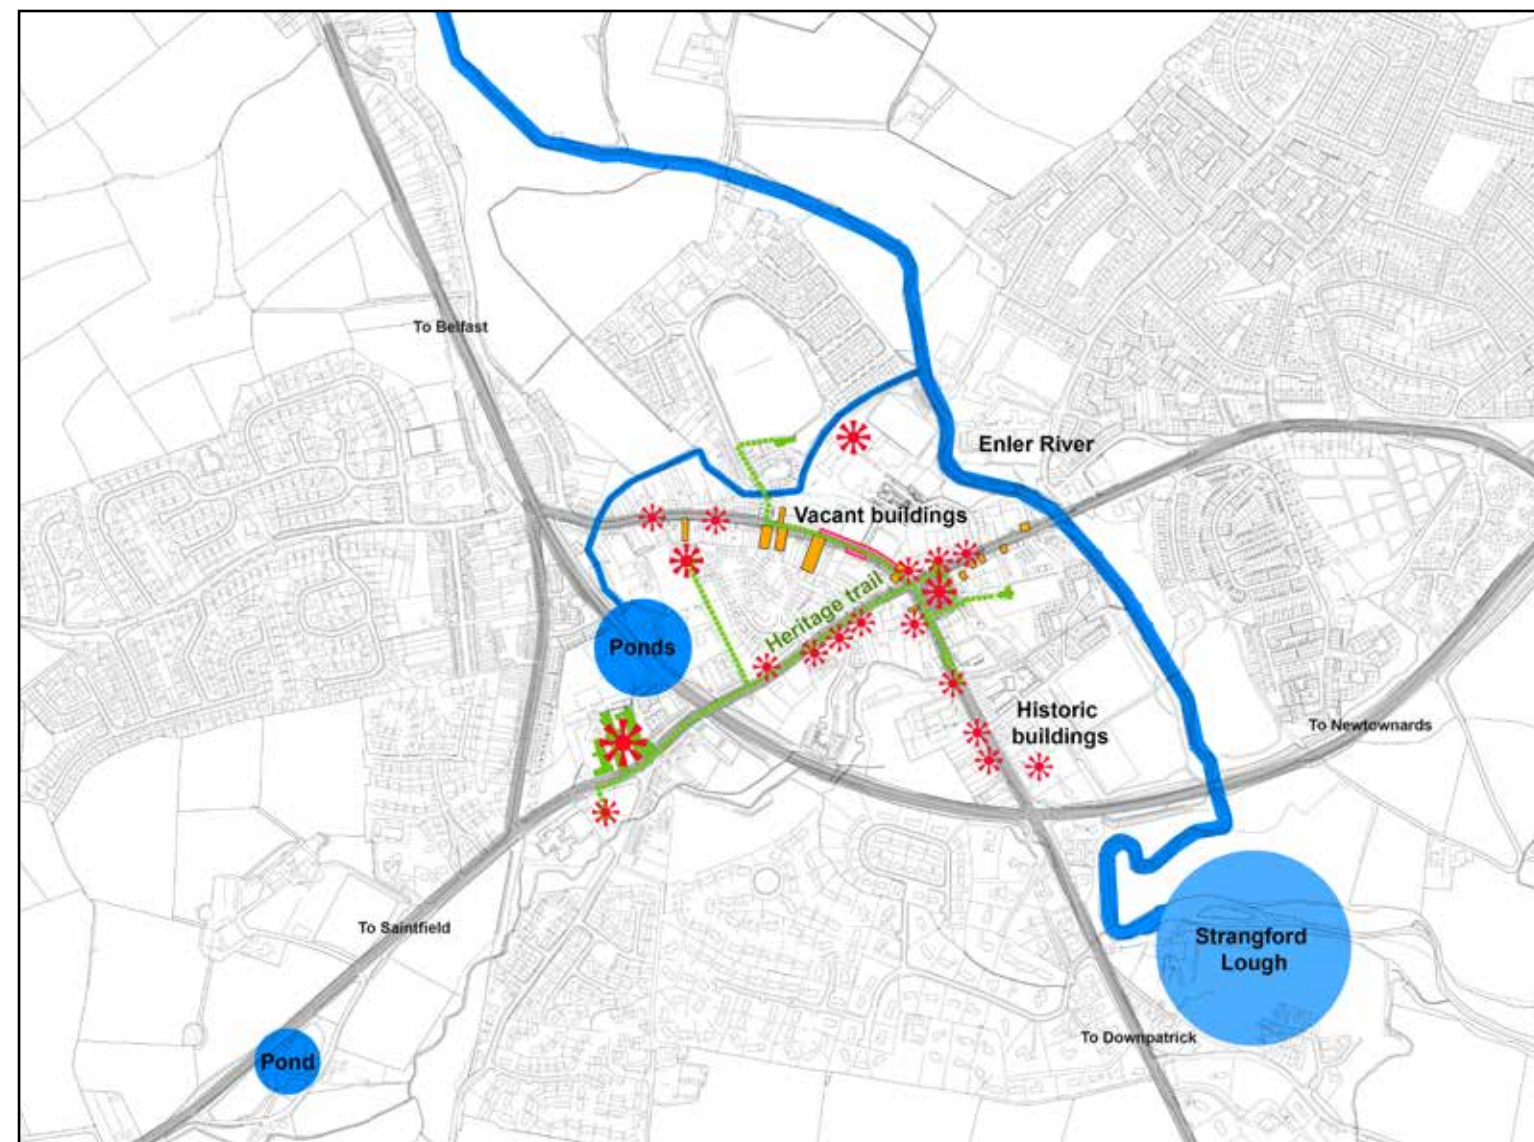 To Belfast
Enler River
Vacant buildings
Heritage trail
Ponds
Historic
buildings
To Newtownards
To Saintfield
Strangford
Lough
To Downpatrick
Pond